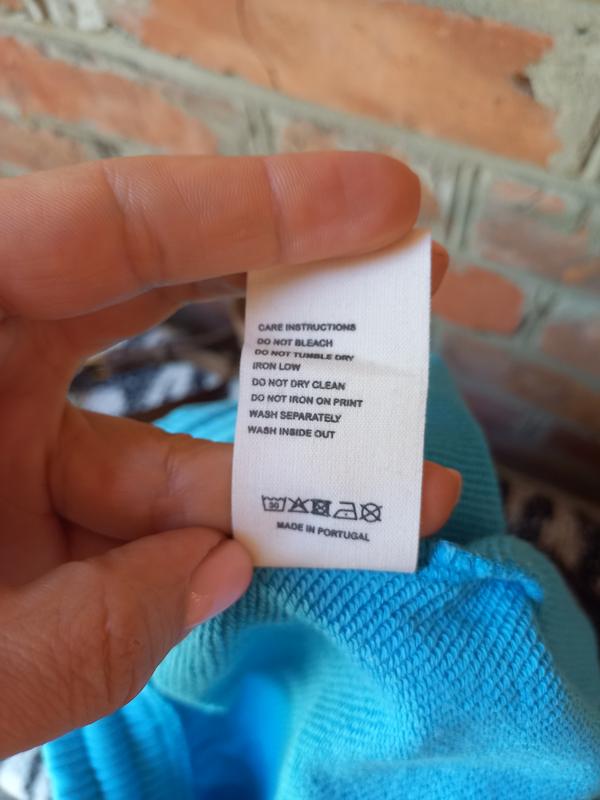 CARE INSTRUCTIONS
DO NOT BLEACH
DO NOT TUMBLE DRY
IRON LOW
DO NOT DRY CLEAN
DO NOT IRON ON PRINT
WASH SEPARATELY
WASH INSIDE OUT
30
MADE IN PORTUGAL